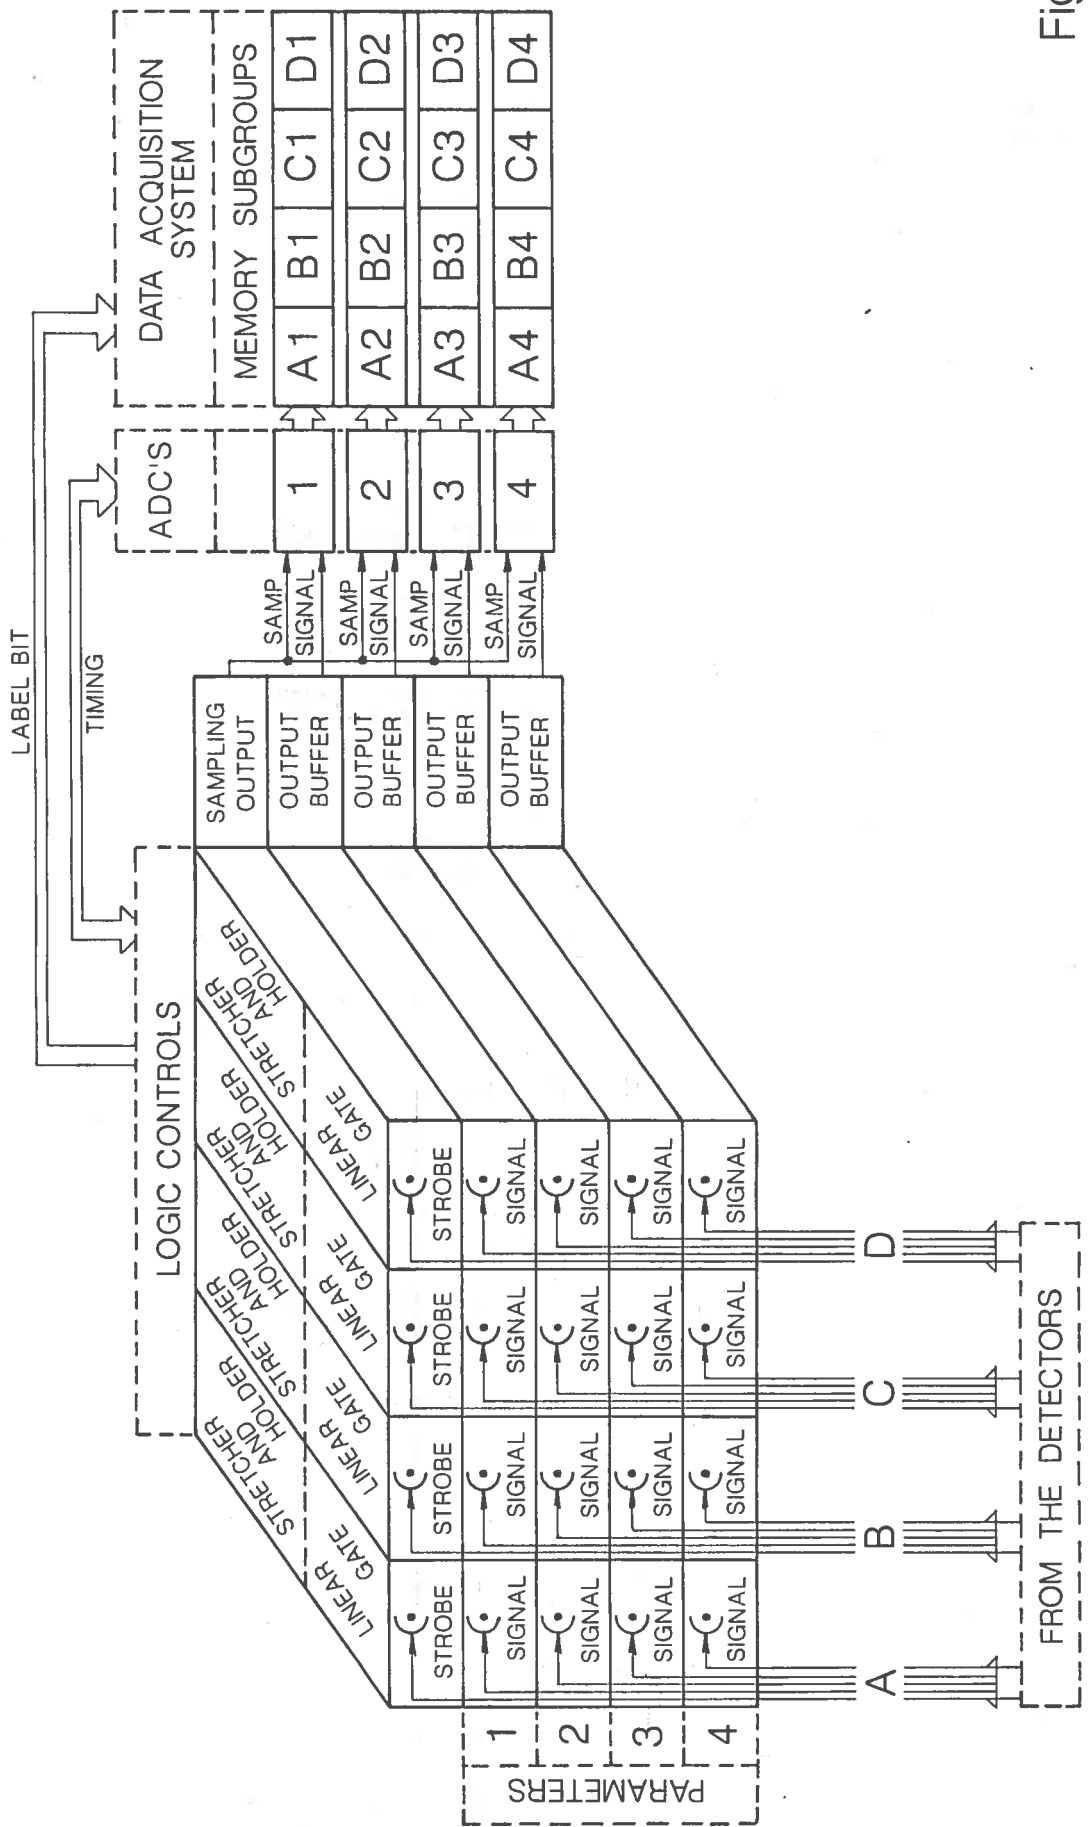 LABEL BIT
TIMING
LOGIC CONTROLS
ADC'S
DATA ACQUISITION
SYSTEM
MEMORY SUBGROUPS
STRETCHER
AND
HOLDER
STRETCHER
AND
HOLDER
STRETCHER
AND
HOLDER
STRETCHER
AND
HOLDER
LINEAR
GATE
LINEAR
GATE
LINEAR
GATE
LINEAR
GATE
SAMPLING
OUTPUT
OUTPUT
BUFFER
OUTPUT
BUFFER
OUTPUT
BUFFER
OUTPUT
BUFFER
SAMP
SIGNAL
SAMP
SIGNAL
SAMP
SIGNAL
SAMP
SIGNAL
1
2
3
4
A1 B1 C1 D1
A2 B2 C2 D2
A3 B3 C3 D3
A4 B4 C4 D4
STROBE STROBE STROBE STROBE
PARAMETERS
1 SIGNAL SIGNAL SIGNAL SIGNAL
2 SIGNAL SIGNAL SIGNAL SIGNAL
3 SIGNAL SIGNAL SIGNAL SIGNAL
4 SIGNAL SIGNAL SIGNAL SIGNAL
A B C D
FROM THE DETECTORS